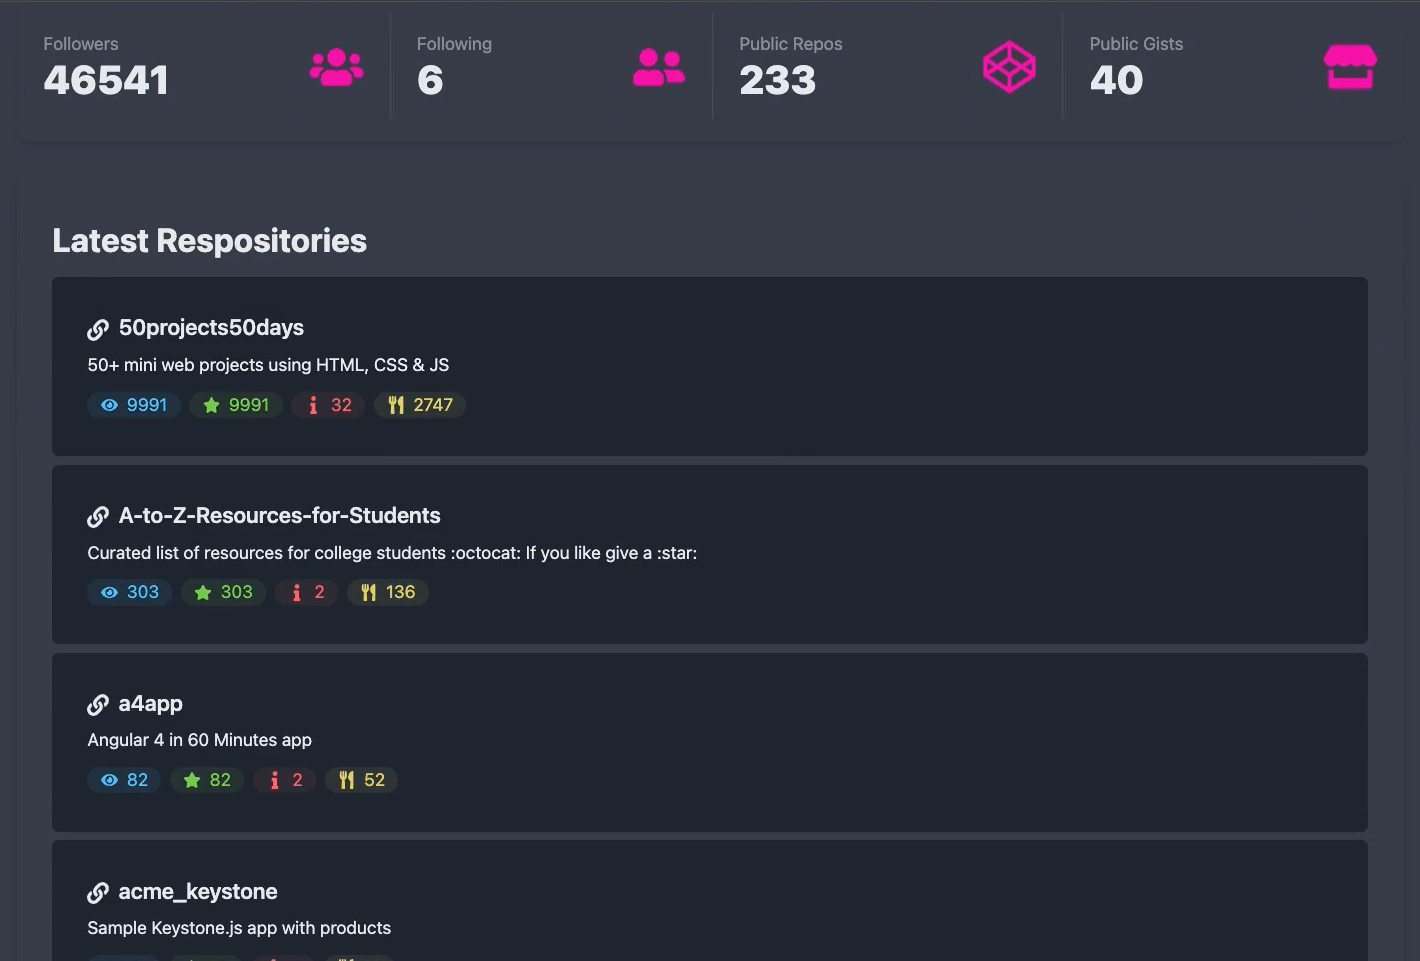 Followers
46541
Following
6
Public Repos
233
Public Gists
40
Latest Respositories
50projects50days
50+ mini web projects using HTML, CSS & JS
9991 9991 32 2747
A-to-Z-Resources-for-Students
Curated list of resources for college students :octocat: If you like give a :star:
303 303 2 136
a4app
Angular 4 in 60 Minutes app
82 82 2 52
acme_keystone
Sample Keystone.js app with products